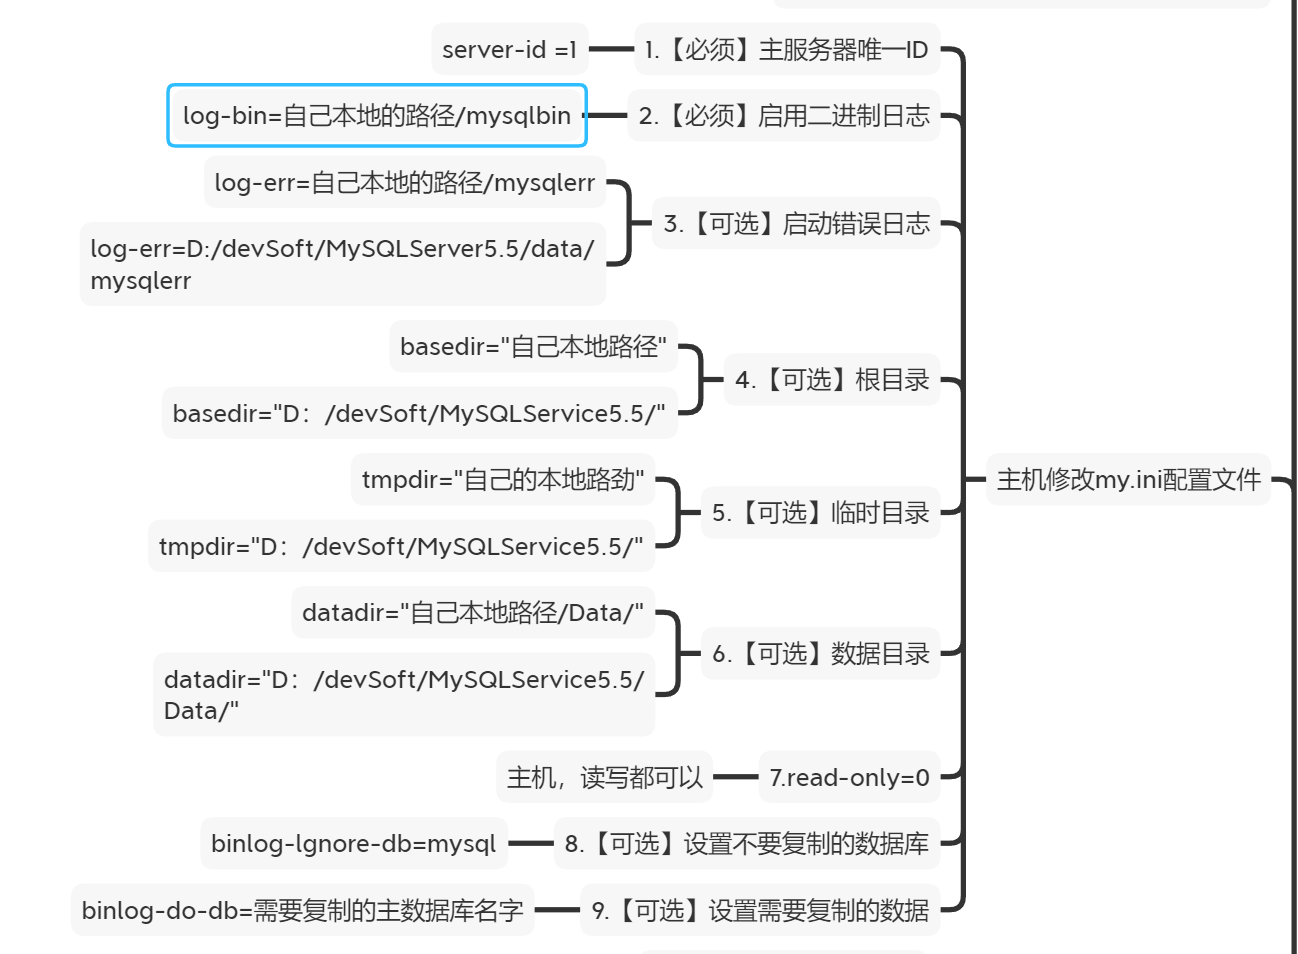 主机修改my.ini配置文件
1.【必须】主服务器唯一ID
server-id =1
2.【必须】启用二进制日志
log-bin=自己本地的路径/mysqlbin
3.【可选】启动错误日志
log-err=自己本地的路径/mysqlerr
log-err=D:/devSoft/MySQLServer5.5/data/
mysqlerr
4.【可选】根目录
basedir="自己本地路径"
basedir="D：/devSoft/MySQLService5.5/"
5.【可选】临时目录
tmpdir="自己的本地路劲"
tmpdir="D：/devSoft/MySQLService5.5/"
6.【可选】数据目录
datadir="自己本地路径/Data/"
datadir="D：/devSoft/MySQLService5.5/
Data/"
7.read-only=0
主机，读写都可以
8.【可选】设置不要复制的数据库
binlog-lgnore-db=mysql
9.【可选】设置需要复制的数据
binlog-do-db=需要复制的主数据库名字